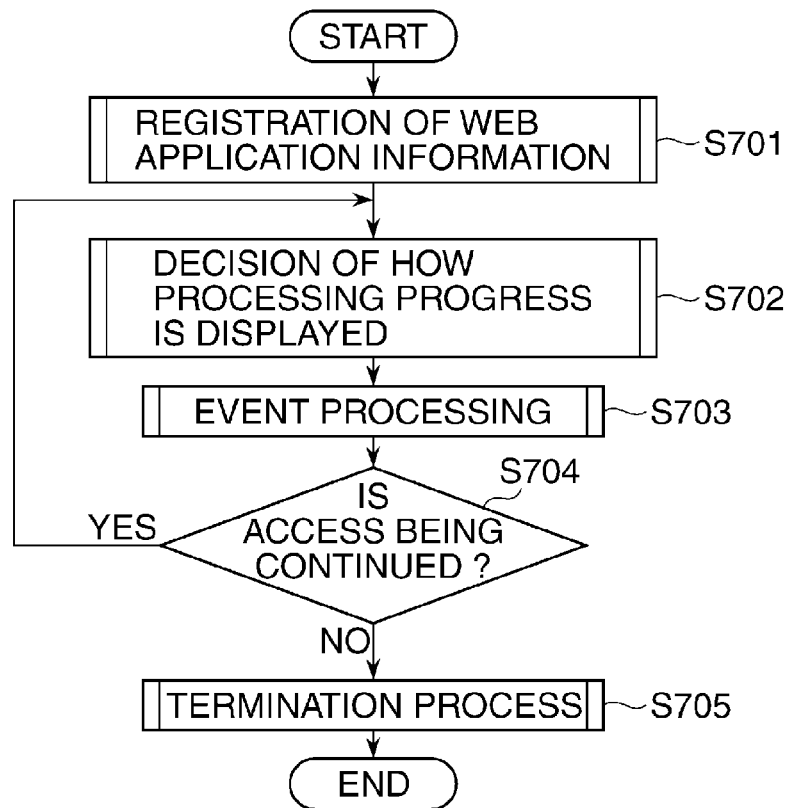 START
REGISTRATION OF WEB
APPLICATION INFORMATION
S701
DECISION OF HOW
PROCESSING PROGRESS
IS DISPLAYED
S702
EVENT PROCESSING
S703
S704
IS
ACCESS BEING
CONTINUED ?
YES
NO
TERMINATION PROCESS
S705
END